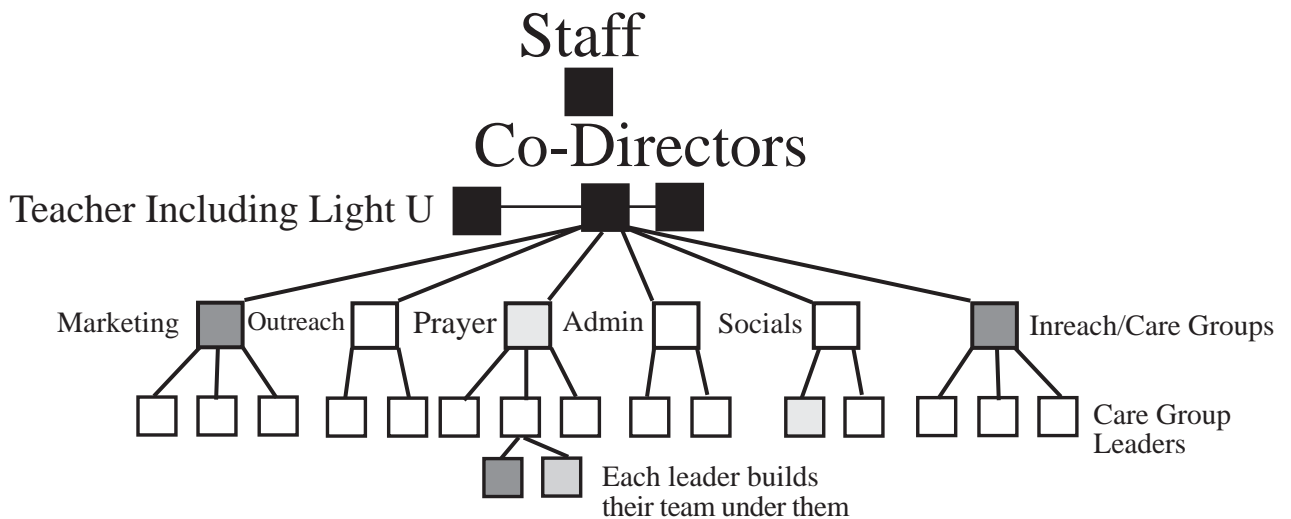 Staff
Co-Directors
Teacher Including Light U
Marketing
Outreach
Prayer
Admin
Socials
Inreach/Care Groups
Care Group
Leaders
Each leader builds
their team under them